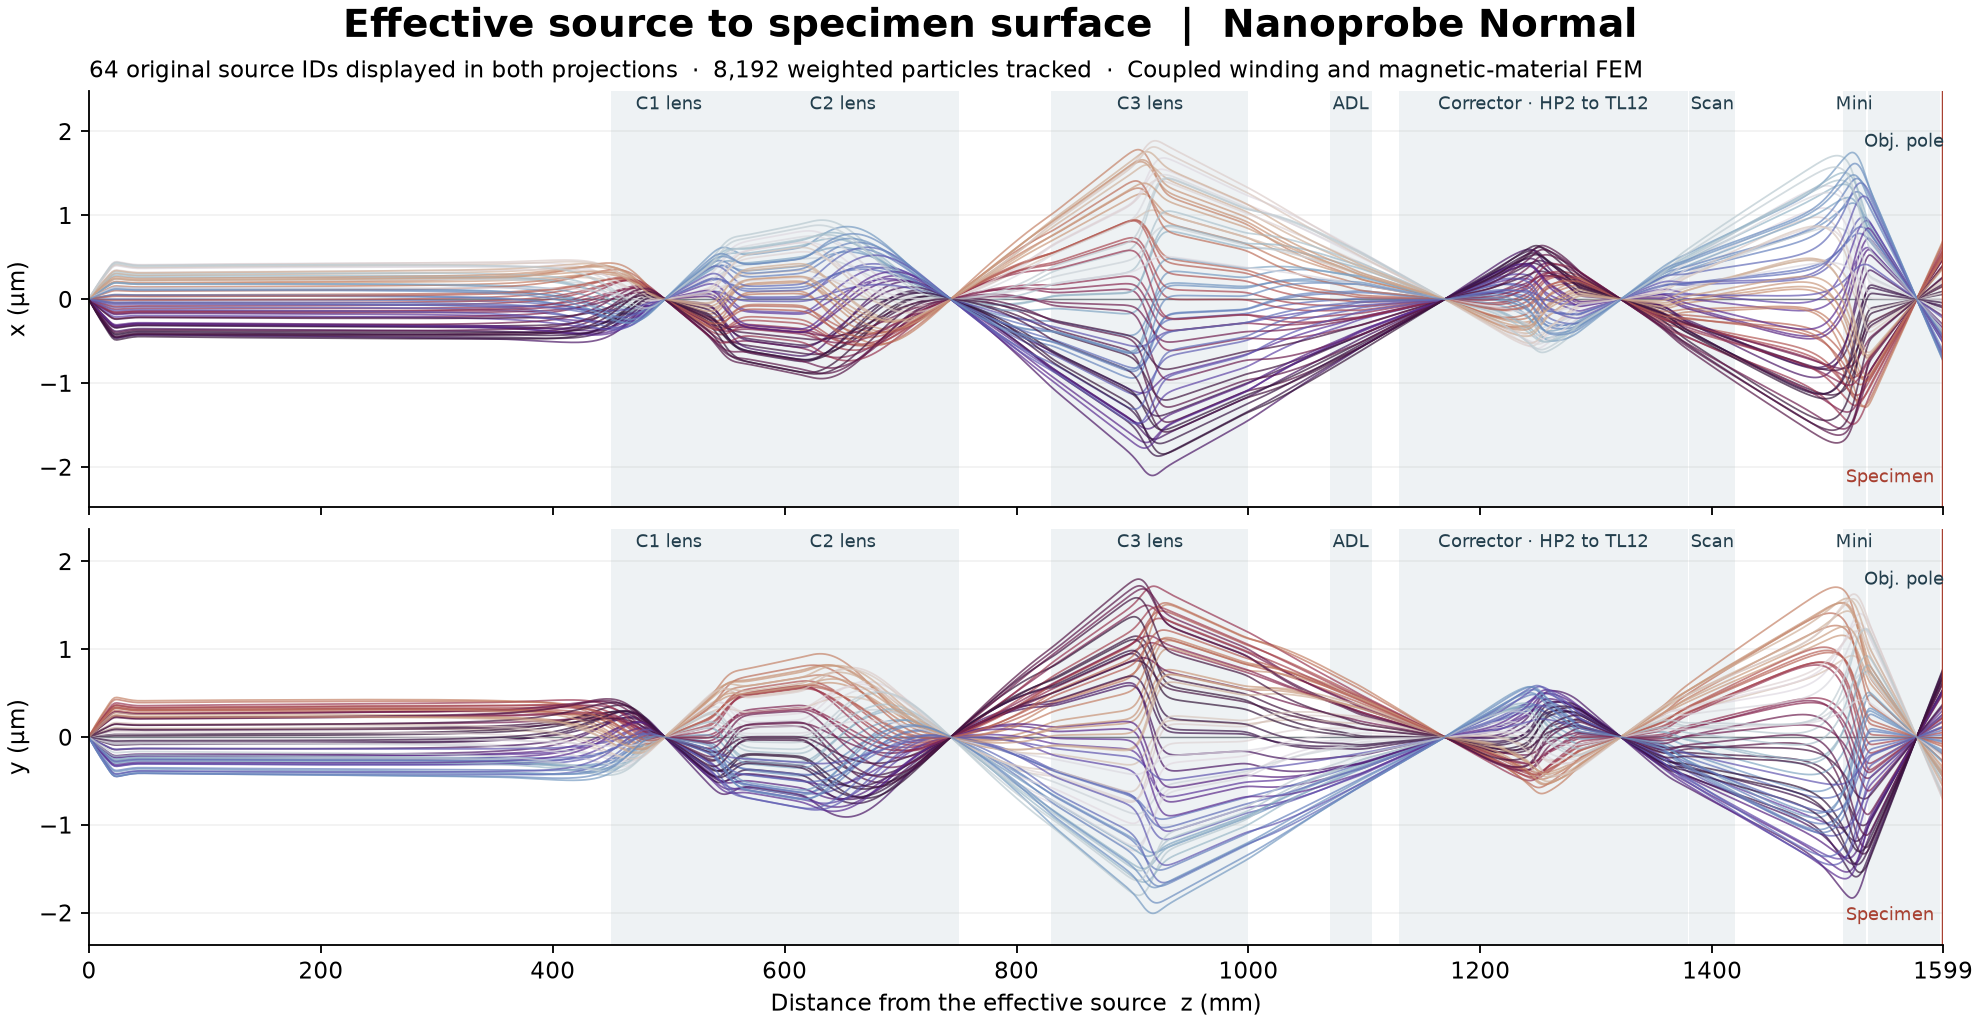 Effective source to specimen surface | Nanoprobe Normal
64 original source IDs displayed in both projections · 8,192 weighted particles tracked · Coupled winding and magnetic-material FEM
C1 lens C2 lens C3 lens ADL Corrector · HP2 to TL12 Scan Mini
Obj. pole
2
1
0
−1
−2
x (µm)
Specimen
C1 lens C2 lens C3 lens ADL Corrector · HP2 to TL12 Scan Mini
Obj. pole
2
1
0
−1
−2
y (µm)
Specimen
0 200 400 600 800 1000 1200 1400 1599
Distance from the effective source z (mm)